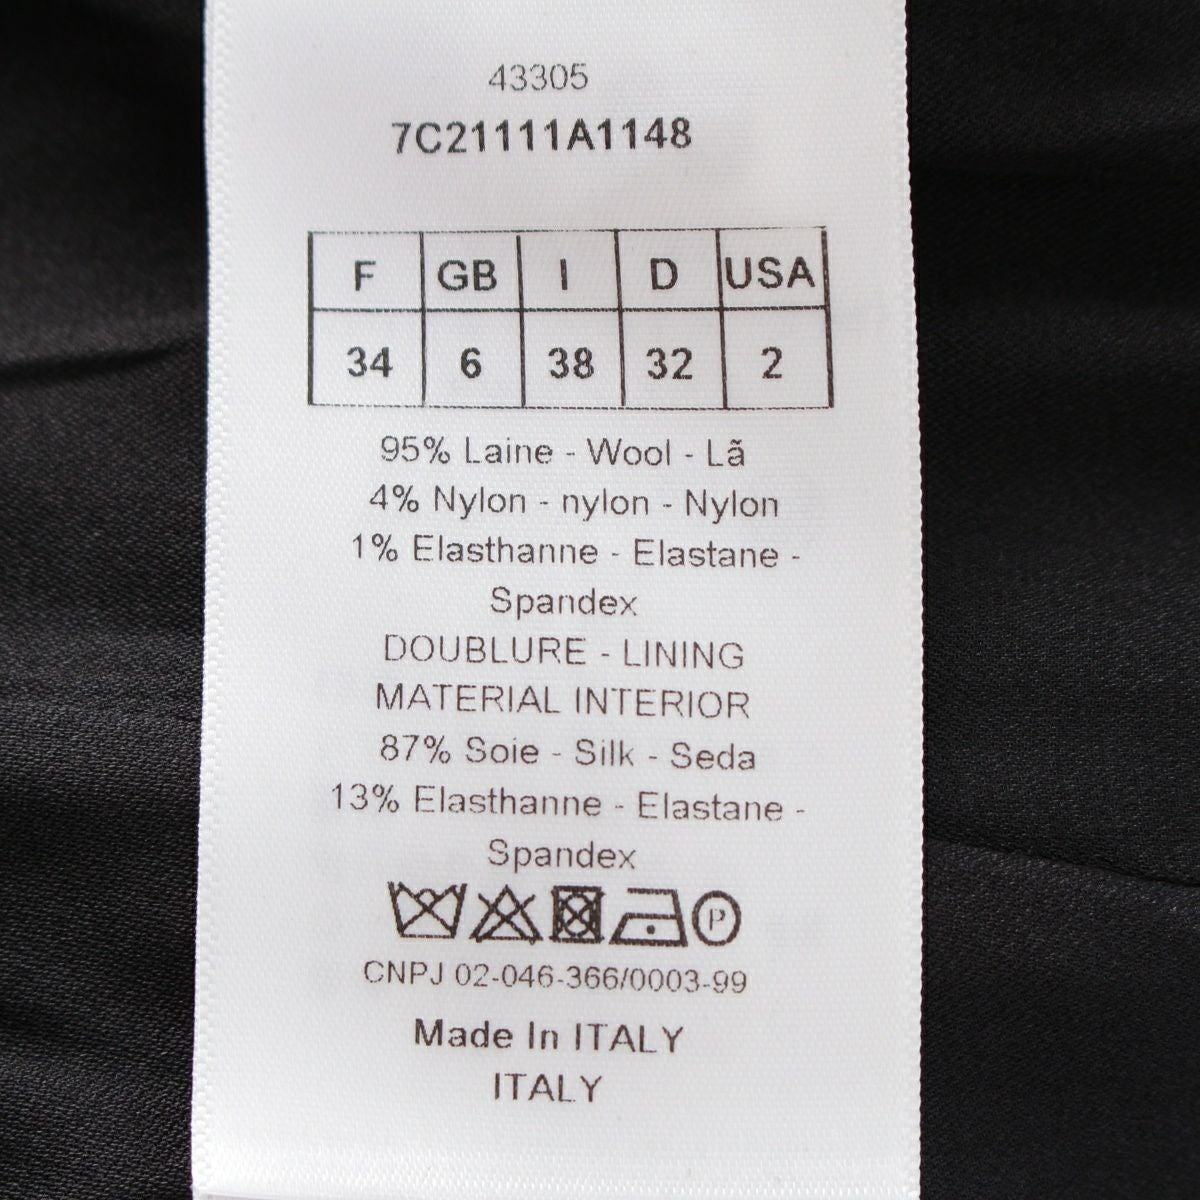 43305
7C21111A1148
F GB I D USA
34 6 38 32 2
95% Laine - Wool - Lã
4% Nylon - nylon - Nylon
1% Elasthanne - Elastane -
Spandex
DOUBLURE - LINING
MATERIAL INTERIOR
87% Soie - Silk - Seda
13% Elasthanne - Elastane -
Spandex
P
CNPJ 02-046-366/0003-99
Made In ITALY
ITALY